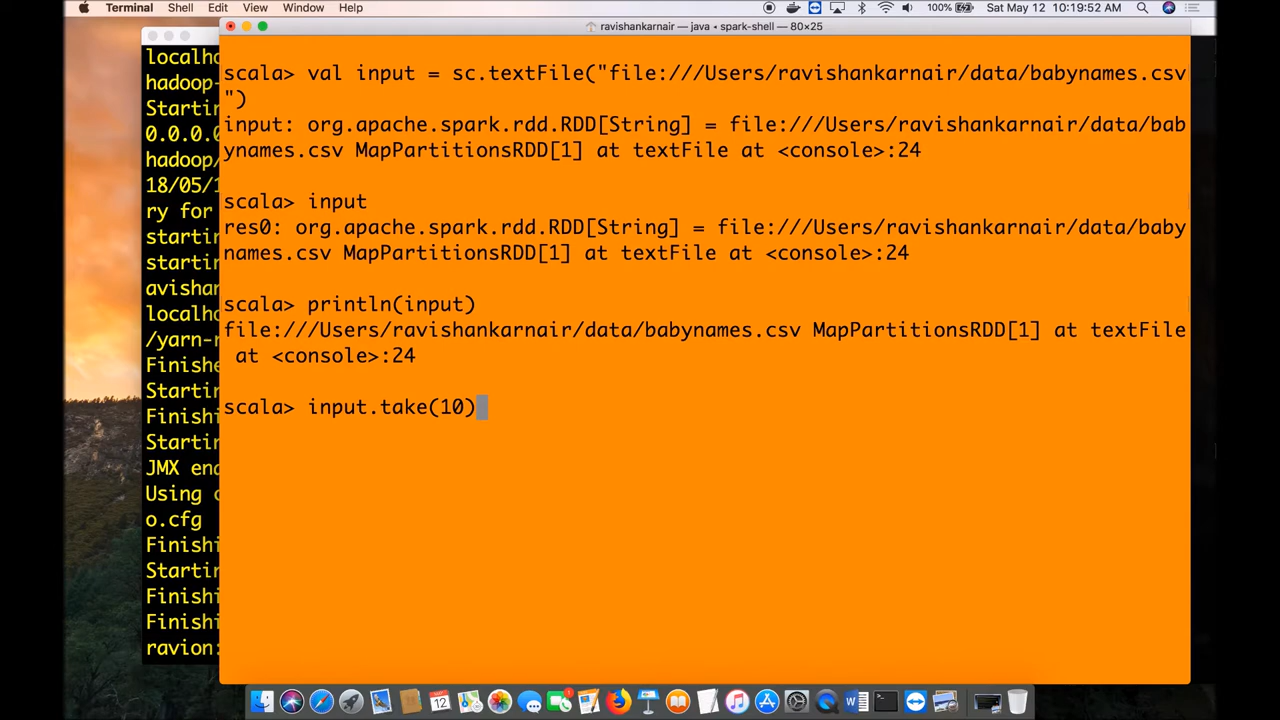 Terminal Shell Edit View Window Help 100% Sat May 12 10:19:52 AM
ravishankarnair — java • spark-shell — 80×25
localho
hadoop-
Startin
0.0.0.0
hadoop/
18/05/1
ry for
startin
startin
avishan
localho
/yarn-r
Finishe
Startin
Finishi
Startin
JMX ena
Using c
o.cfg
Finishi
Startin
Finishi
Finishi
ravion:
scala> val input = sc.textFile("file:///Users/ravishankarnair/data/babynames.csv
")
input: org.apache.spark.rdd.RDD[String] = file:///Users/ravishankarnair/data/bab
ynames.csv MapPartitionsRDD[1] at textFile at <console>:24
scala> input
res0: org.apache.spark.rdd.RDD[String] = file:///Users/ravishankarnair/data/baby
names.csv MapPartitionsRDD[1] at textFile at <console>:24
scala> println(input)
file:///Users/ravishankarnair/data/babynames.csv MapPartitionsRDD[1] at textFile
at <console>:24
scala> input.take(10)
12